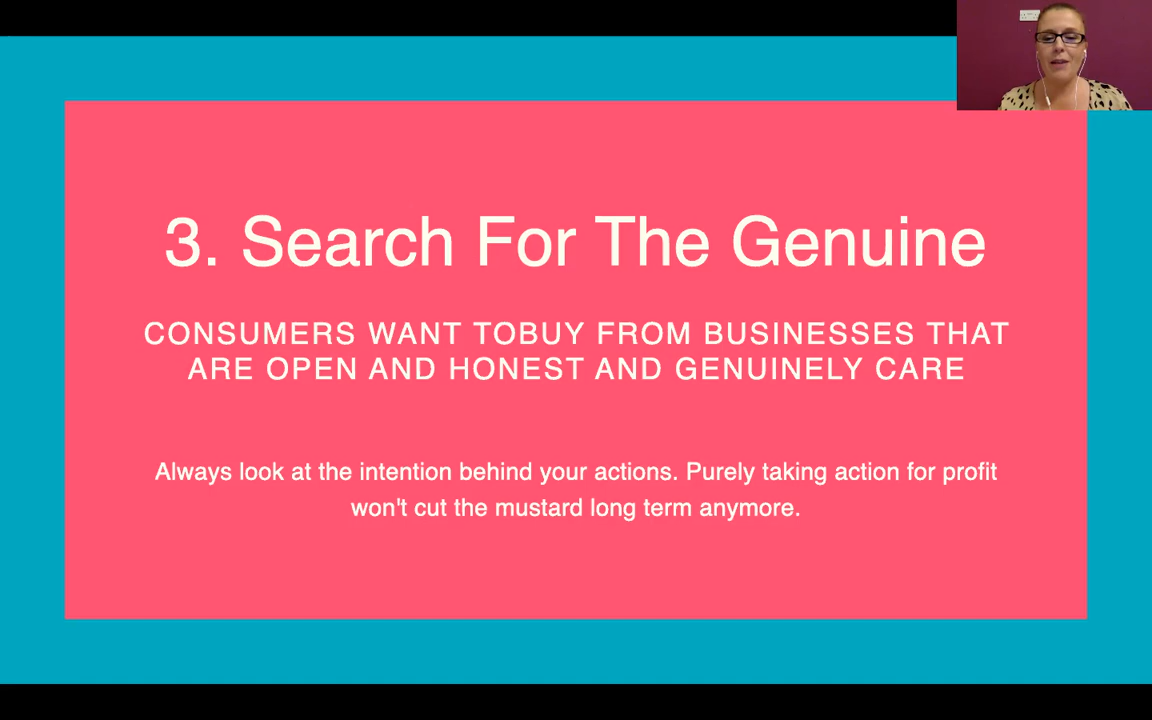 3. Search For The Genuine
CONSUMERS WANT TOBUY FROM BUSINESSES THAT
ARE OPEN AND HONEST AND GENUINELY CARE
Always look at the intention behind your actions. Purely taking action for profit
won't cut the mustard long term anymore.